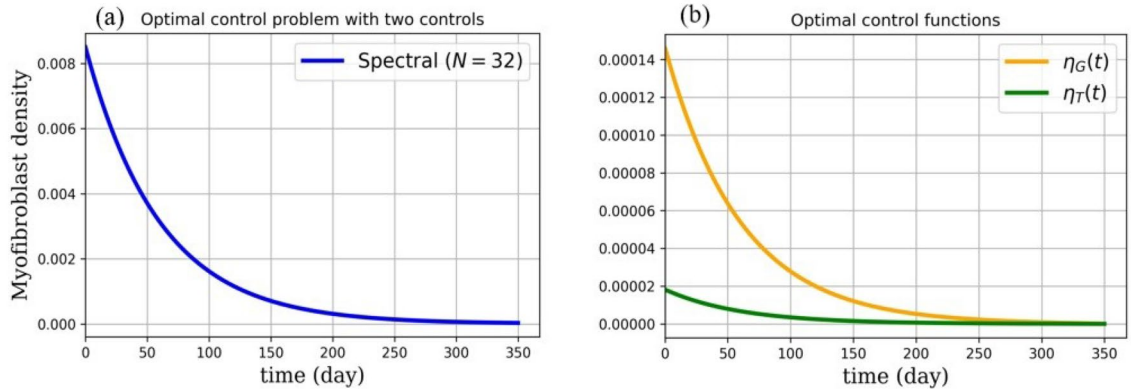 (a) Optimal control problem with two controls
Spectral (N = 32)
Myofibroblast density
0.008
0.006
0.004
0.002
0.000
0 50 100 150 200 250 300 350
time (day)
(b) Optimal control functions
η_G(t)
η_T(t)
0.00014
0.00012
0.00010
0.00008
0.00006
0.00004
0.00002
0.00000
0 50 100 150 200 250 300 350
time (day)